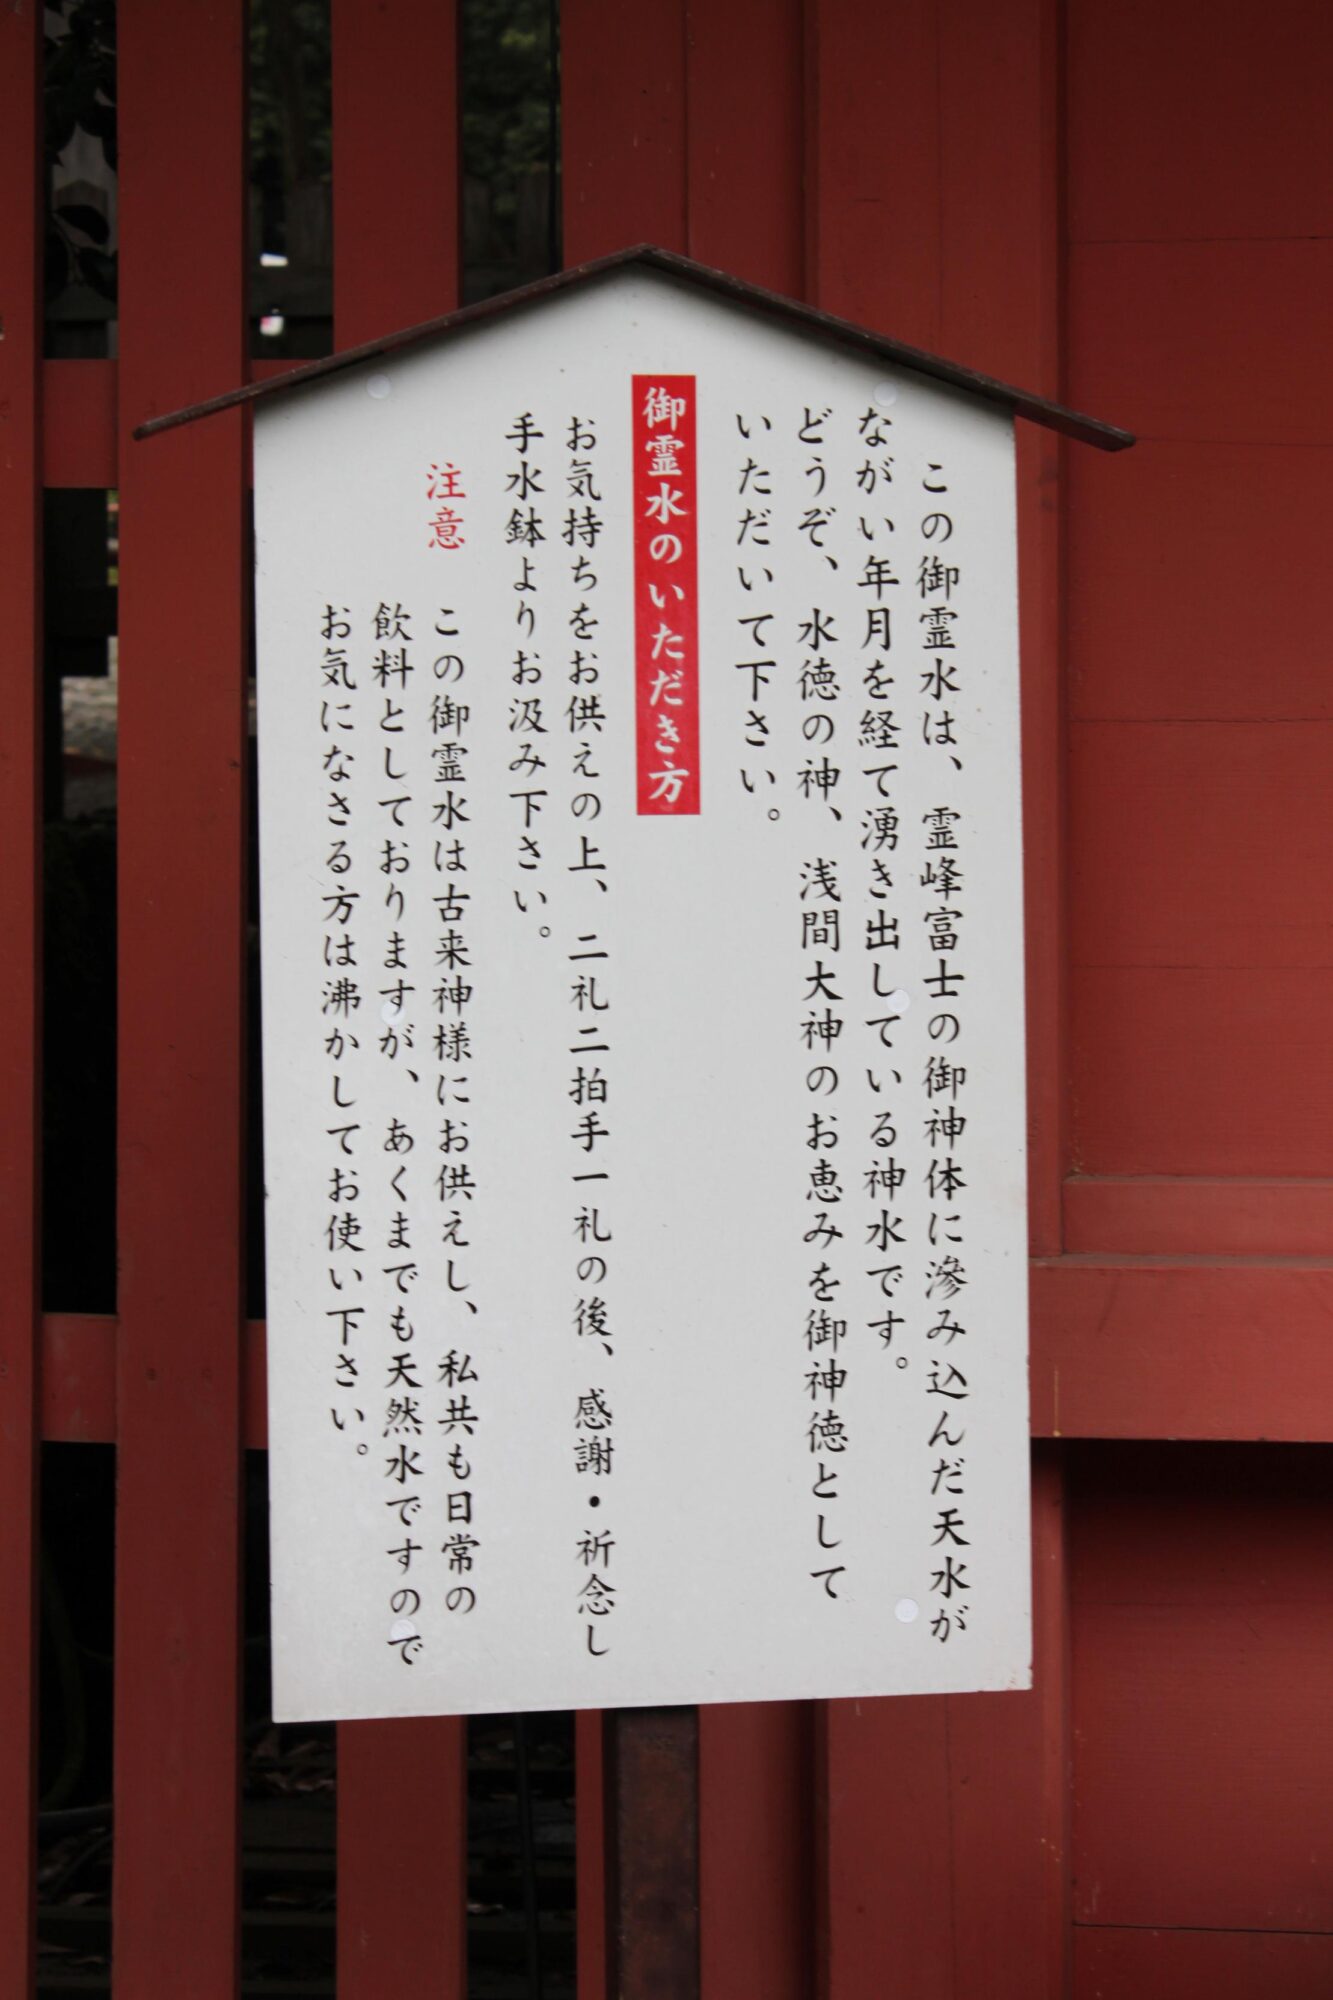 この御霊水は、霊峰富士の御神体に滲み込んだ天水が
ながい年月を経て湧き出している神水です。
どうぞ、水徳の神、浅間大神のお恵みを御神徳として
いただいて下さい。
御霊水のいただき方
お気持ちをお供えの上、二礼二拍手一礼の後、感謝・祈念し
手水鉢よりお汲み下さい。
注意
この御霊水は古来神様にお供えし、私共も日常の
飲料としておりますが、あくまでも天然水ですので
お気になさる方は沸かしてお使い下さい。